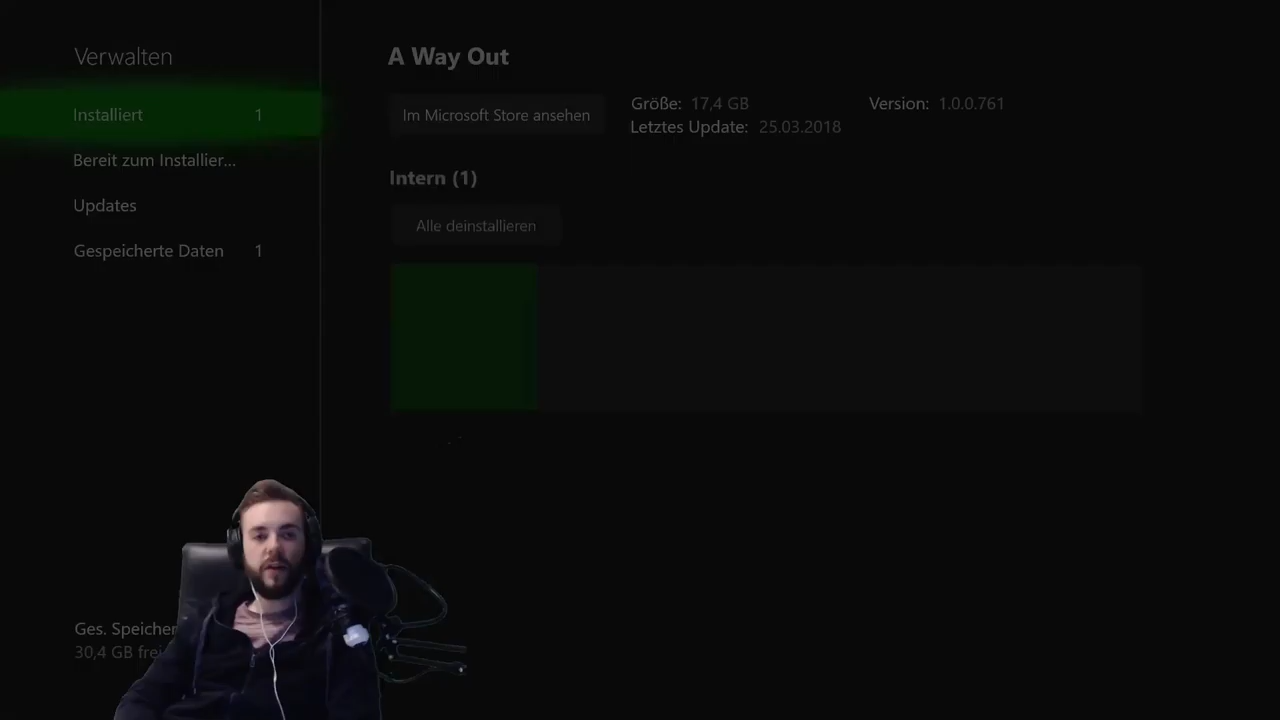 Verwalten
Installiert 1
Bereit zum Installier...
Updates
Gespeicherte Daten 1
Ges. Speicher
30,4 GB frei
A Way Out
Im Microsoft Store ansehen
Größe: 17,4 GB
Version: 1.0.0.761
Letztes Update: 25.03.2018
Intern (1)
Alle deinstallieren